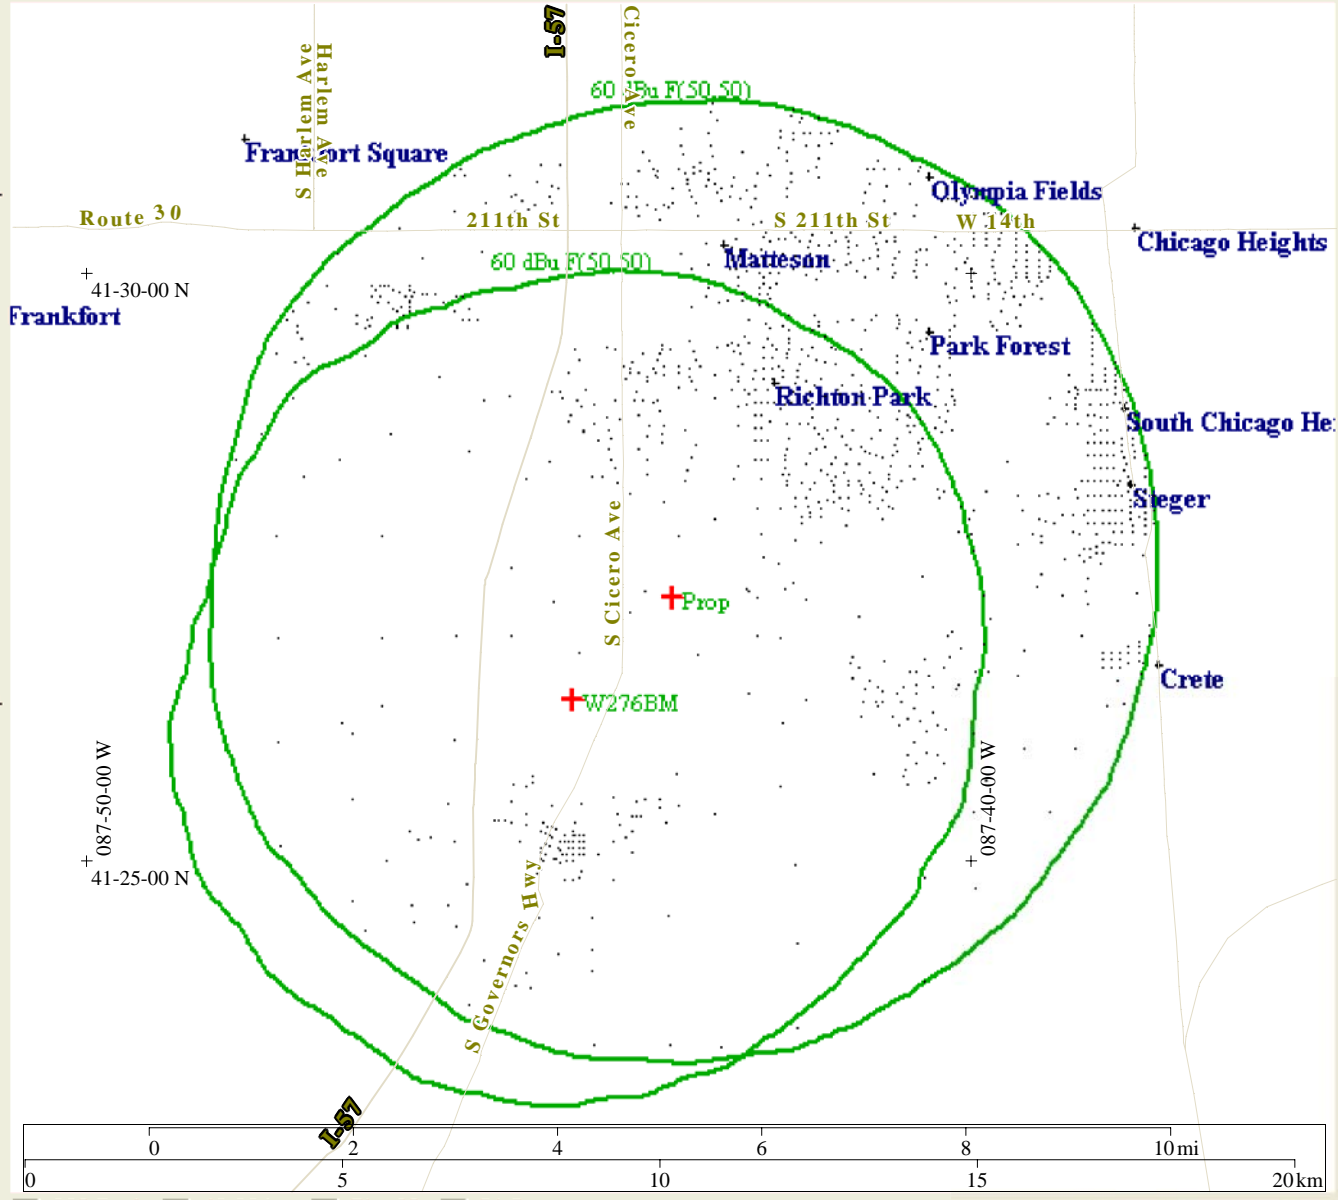 I-57
Cicero Ave
S Harlem Ave
Harlem Ave
60 dBu F(50,50)
Frankfort Square
Olympia Fields
Route 30
211th St
S 211th St
W 14th
Chicago Heights
Matteson
60 dBu F(50,50)
41-30-00 N
Frankfort
Park Forest
Richton Park
South Chicago He
Steger
S Cicero Ave
Prop
W276BM
Crete
087-50-00 W
087-40-00 W
41-25-00 N
S Governors Hwy
I-57
0 2 4 6 8 10 mi
0 5 10 15 20 km